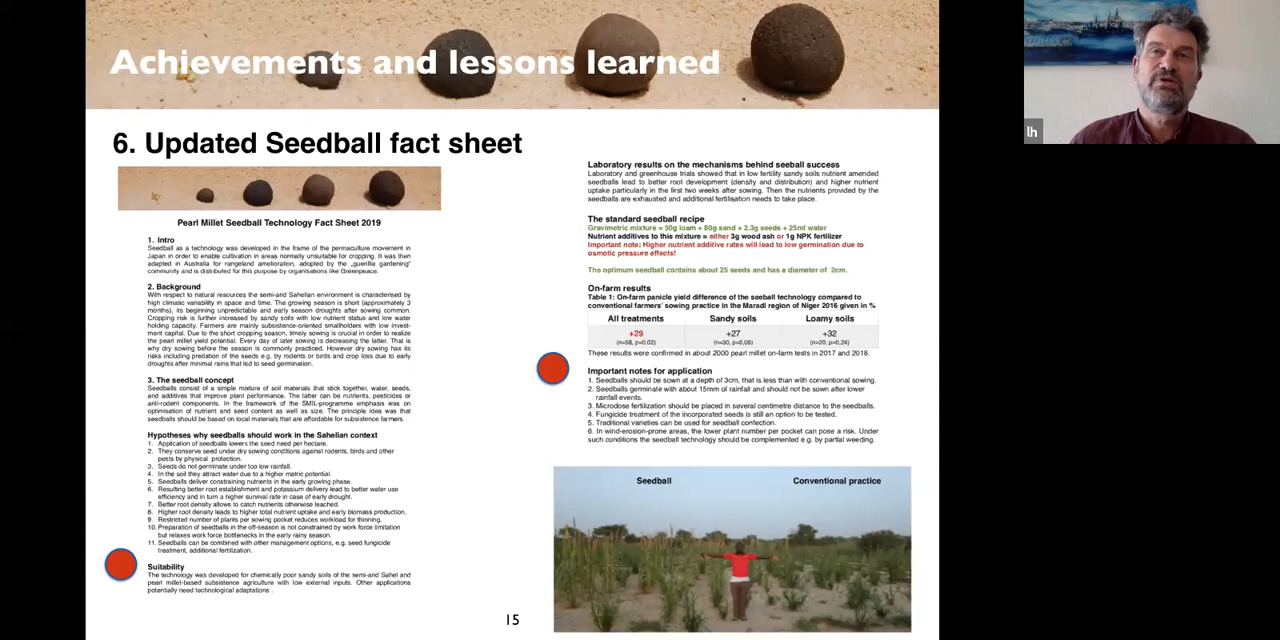 Achievements and lessons learned
lh
6. Updated Seedball fact sheet
Pearl Millet Seedball Technology Fact Sheet 2019
1. Intro
Seedball as a technology was developed in the frame of the permaculture movement in
Japan in order to enable cultivation in areas normally unsuitable for cropping. It was then
adapted in Australia for rangeland amelioration, adopted by the „guerilla gardening"
community and is distributed for this purpose by organisations like Greenpeace.
2. Background
With respect to natural resources the semi-arid Sahelian environment is characterised by
high climatic variability in space and time. The growing season is short (approximately 3
months), its beginning unpredictable and early season droughts after sowing common.
Cropping risk is further increased by sandy soils with low nutrient status and low water
holding capacity. Farmers are mainly subsistence-oriented smallholders with low invest-
ment capital. Due to the short cropping season, timely sowing is crucial in order to realize
the pearl millet yield potential. Every day of later sowing is decreasing the latter. That is
why dry sowing before the season is commonly practiced. However dry sowing has its
risks including predation of the seeds e.g. by rodents or birds and crop loss due to early
droughts after minimal rains that led to seed germination.
3. The seedball concept
Seedballs consist of a simple mixture of soil materials that stick together, water, seeds,
and additives that improve plant performance. The latter can be nutrients, pesticides or
anti-rodent components. In the framework of the SMIL-programme emphasis was on
optimisation of nutrient and seed content as well as size. The principle idea was that
seedballs should be based on local materials that are affordable for subsistence farmers.
Hypotheses why seedballs should work in the Sahelian context
1. Application of seedballs lowers the seed need per hectare.
2. They conserve seed under dry sowing conditions against rodents, birds and other
pests by physical protection.
3. Seeds do not germinate under too low rainfall.
4. In the soil they attract water due to a higher matric potential.
5. Seedballs deliver constraining nutrients in the early growing phase.
6. Resulting better root establishment and potassium delivery lead to better water use
efficiency and in turn a higher survival rate in case of early drought.
7. Better root density allows to catch nutrients otherwise leached.
8. Higher root density leads to higher total nutrient uptake and early biomass production.
9. Restricted number of plants per sowing pocket reduces workload for thinning.
10. Preparation of seedballs in the off-season is not constrained by work force limitation
but relaxes work force bottlenecks in the early rainy season.
11. Seedballs can be combined with other management options, e.g. seed fungicide
treatment, additional fertilization.
Suitability
The technology was developed for chemically poor sandy soils of the semi-arid Sahel and
pearl millet-based subsistence agriculture with low external inputs. Other applications
potentially need technological adaptations .
Laboratory results on the mechanisms behind seeball success
Laboratory and greenhouse trials showed that in low fertility sandy soils nutrient amended
seedballs lead to better root development (density and distribution) and higher nutrient
uptake particularly in the first two weeks after sowing. Then the nutrients provided by the
seedballs are exhausted and additional fertilisation needs to take place.
The standard seedball recipe
Gravimetric mixture = 50g loam + 80g sand + 2.3g seeds + 25ml water
Nutrient additives to this mixture = either 3g wood ash or 1g NPK fertilizer
Important note: Higher nutrient additive rates will lead to low germination due to
osmotic pressure effects!
The optimum seedball contains about 25 seeds and has a diameter of 2cm.
On-farm results
Table 1: On-farm panicle yield difference of the seeball technology compared to
conventional farmers' sowing practice in the Maradi region of Niger 2016 given in %
All treatments Sandy soils Loamy soils
+29 +27 +32
(n=58, p=0.02) (n=30, p=0,06) (n=20, p=0,24)
These results were confirmed in about 2000 pearl millet on-farm tests in 2017 and 2018.
Important notes for application
1. Seedballs should be sown at a depth of 3cm, that is less than with conventional sowing.
2. Seedballs germinate with about 15mm of rainfall and should not be sown after lower
rainfall events.
3. Microdose fertilization should be placed in several centimetre distance to the seedballs.
4. Fungicide treatment of the incorporated seeds is still an option to be tested.
5. Traditional varieties can be used for seedball confection.
6. In wind-erosion-prone areas, the lower plant number per pocket can pose a risk. Under
such conditions the seedball technology should be complemented e.g. by partial weeding.
Seedball Conventional practice
15